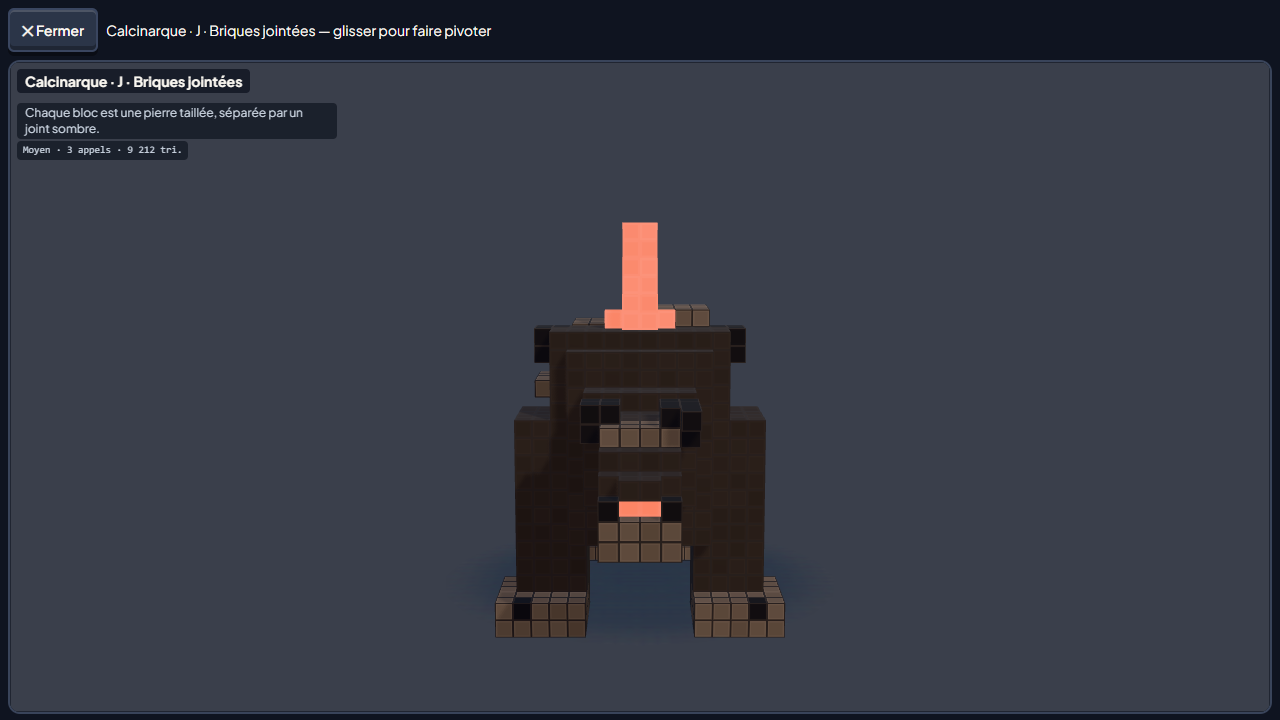 ✕ Fermer
Calcinarque · J · Briques jointées — glisser pour faire pivoter
Calcinarque · J · Briques jointées
Chaque bloc est une pierre taillée, séparée par un
joint sombre.
Moyen · 3 appels · 9 212 tri.